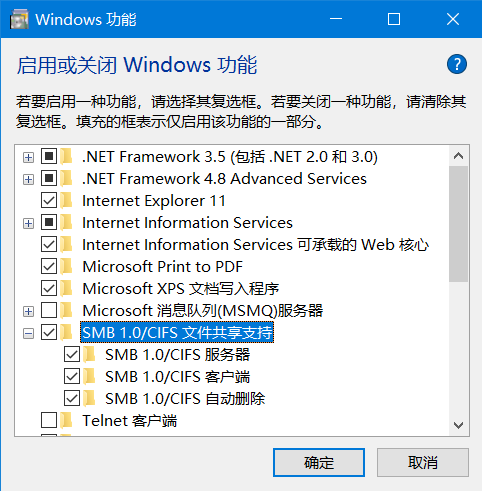 Windows 功能
启用或关闭 Windows 功能
?
若要启用一种功能，请选择其复选框。若要关闭一种功能，请清除其
复选框。填充的框表示仅启用该功能的一部分。
.NET Framework 3.5 (包括 .NET 2.0 和 3.0)
.NET Framework 4.8 Advanced Services
Internet Explorer 11
Internet Information Services
Internet Information Services 可承载的 Web 核心
Microsoft Print to PDF
Microsoft XPS 文档写入程序
Microsoft 消息队列(MSMQ)服务器
SMB 1.0/CIFS 文件共享支持
SMB 1.0/CIFS 服务器
SMB 1.0/CIFS 客户端
SMB 1.0/CIFS 自动删除
Telnet 客户端
确定
取消